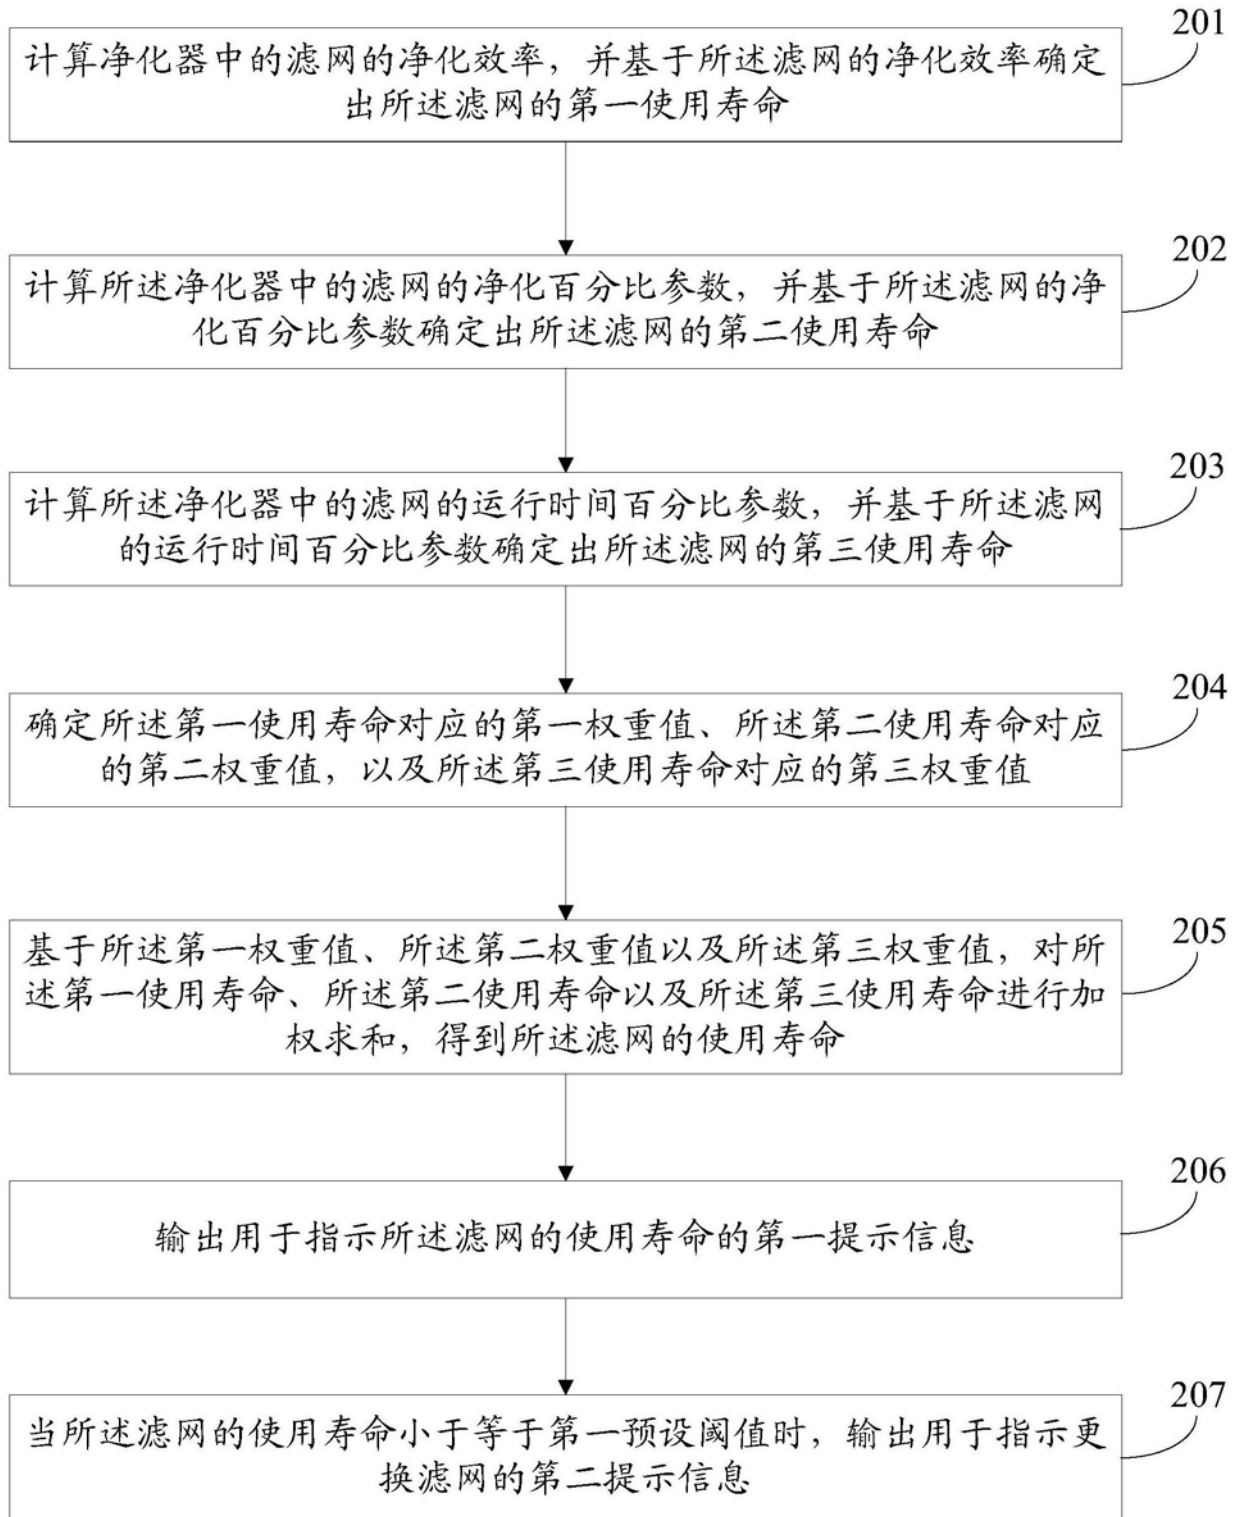 201
计算净化器中的滤网的净化效率，并基于所述滤网的净化效率确定
出所述滤网的第一使用寿命
202
计算所述净化器中的滤网的净化百分比参数，并基于所述滤网的净
化百分比参数确定出所述滤网的第二使用寿命
203
计算所述净化器中的滤网的运行时间百分比参数，并基于所述滤网
的运行时间百分比参数确定出所述滤网的第三使用寿命
204
确定所述第一使用寿命对应的第一权重值、所述第二使用寿命对应
的第二权重值，以及所述第三使用寿命对应的第三权重值
205
基于所述第一权重值、所述第二权重值以及所述第三权重值，对所
述第一使用寿命、所述第二使用寿命以及所述第三使用寿命进行加
权求和，得到所述滤网的使用寿命
206
输出用于指示所述滤网的使用寿命的第一提示信息
207
当所述滤网的使用寿命小于等于第一预设阈值时，输出用于指示更
换滤网的第二提示信息